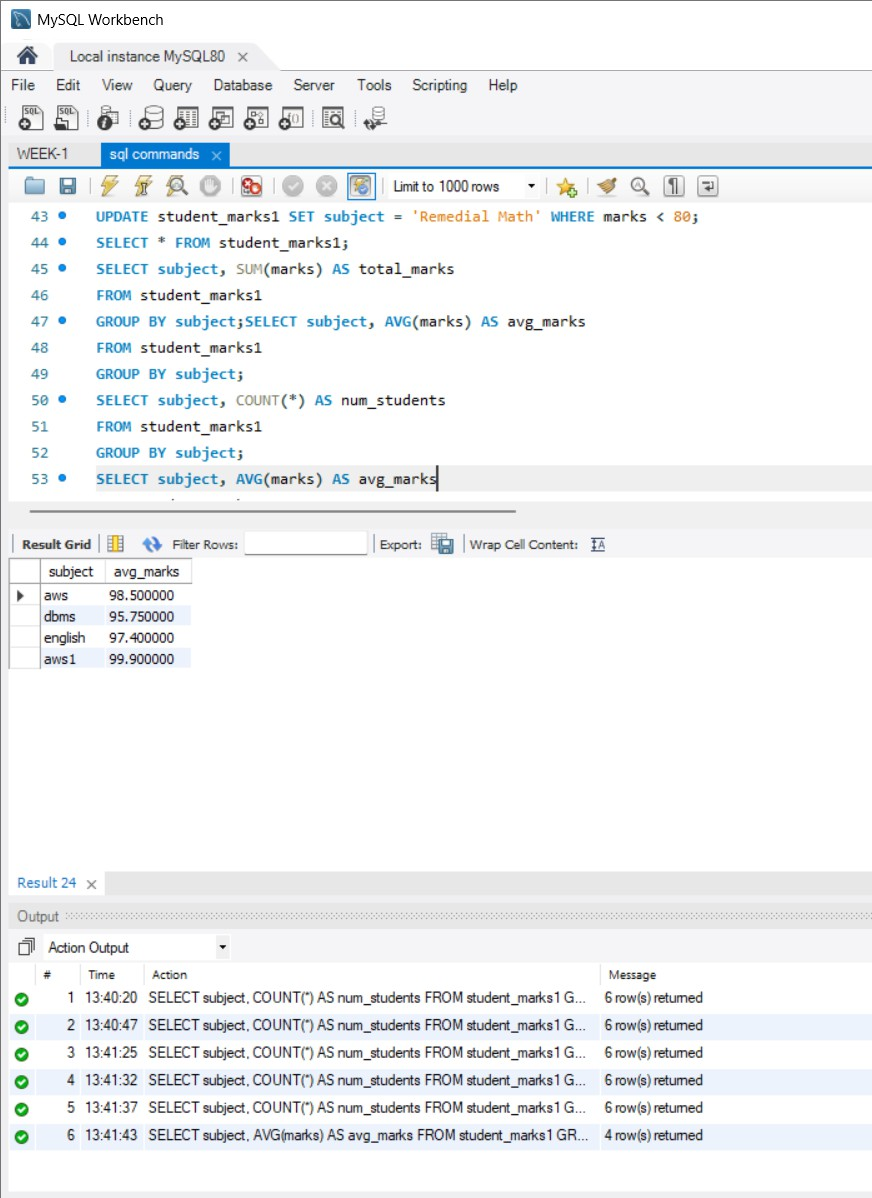 MySQL Workbench
Local instance MySQL80
File Edit View Query Database Server Tools Scripting Help
WEEK-1 sql commands
Limit to 1000 rows
43 UPDATE student_marks1 SET subject = 'Remedial Math' WHERE marks < 80;
44 SELECT * FROM student_marks1;
45 SELECT subject, SUM(marks) AS total_marks
46 FROM student_marks1
47 GROUP BY subject;SELECT subject, AVG(marks) AS avg_marks
48 FROM student_marks1
49 GROUP BY subject;
50 SELECT subject, COUNT(*) AS num_students
51 FROM student_marks1
52 GROUP BY subject;
53 SELECT subject, AVG(marks) AS avg_marks
Result Grid Filter Rows: Export: Wrap Cell Content:
subject avg_marks
aws 98.500000
dbms 95.750000
english 97.400000
aws1 99.900000
Result 24
Output
Action Output
# Time Action Message
1 13:40:20 SELECT subject, COUNT(*) AS num_students FROM student_marks1 G... 6 row(s) returned
2 13:40:47 SELECT subject, COUNT(*) AS num_students FROM student_marks1 G... 6 row(s) returned
3 13:41:25 SELECT subject, COUNT(*) AS num_students FROM student_marks1 G... 6 row(s) returned
4 13:41:32 SELECT subject, COUNT(*) AS num_students FROM student_marks1 G... 6 row(s) returned
5 13:41:37 SELECT subject, COUNT(*) AS num_students FROM student_marks1 G... 6 row(s) returned
6 13:41:43 SELECT subject, AVG(marks) AS avg_marks FROM student_marks1 GR... 4 row(s) returned